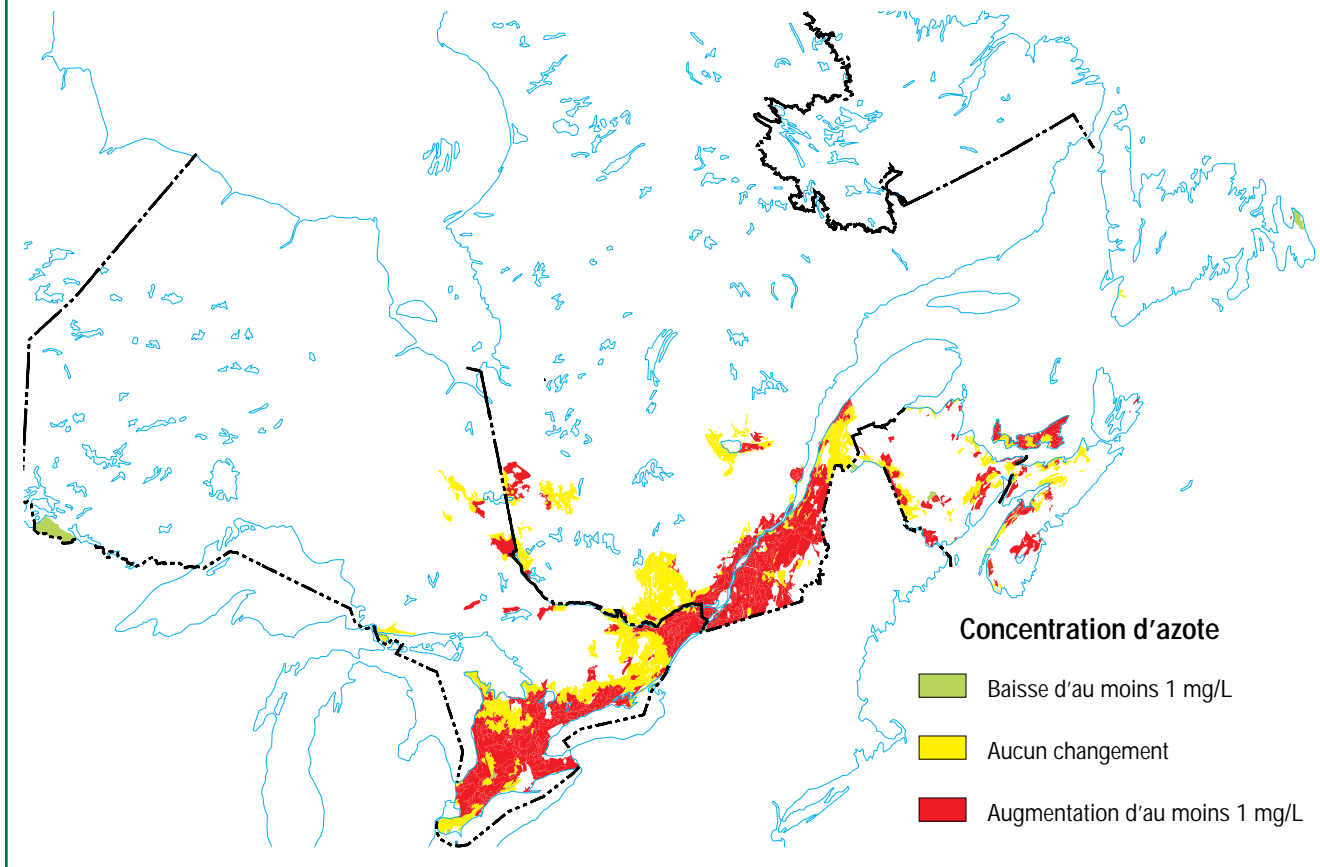 Concentration d'azote
Baisse d'au moins 1 mg/L
Aucun changement
Augmentation d'au moins 1 mg/L